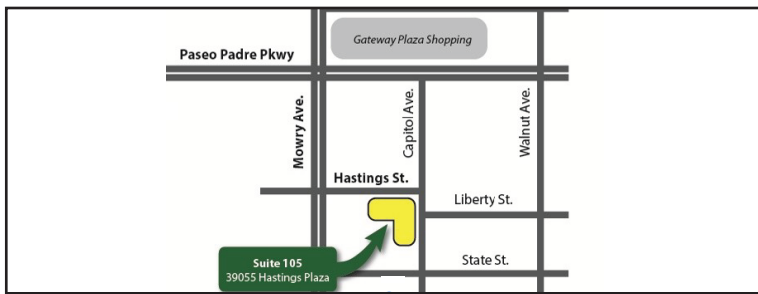 Gateway Plaza Shopping
Paseo Padre Pkwy
Mowry Ave.
Capitol Ave.
Walnut Ave.
Hastings St.
Liberty St.
Suite 105
39055 Hastings Plaza
State St.